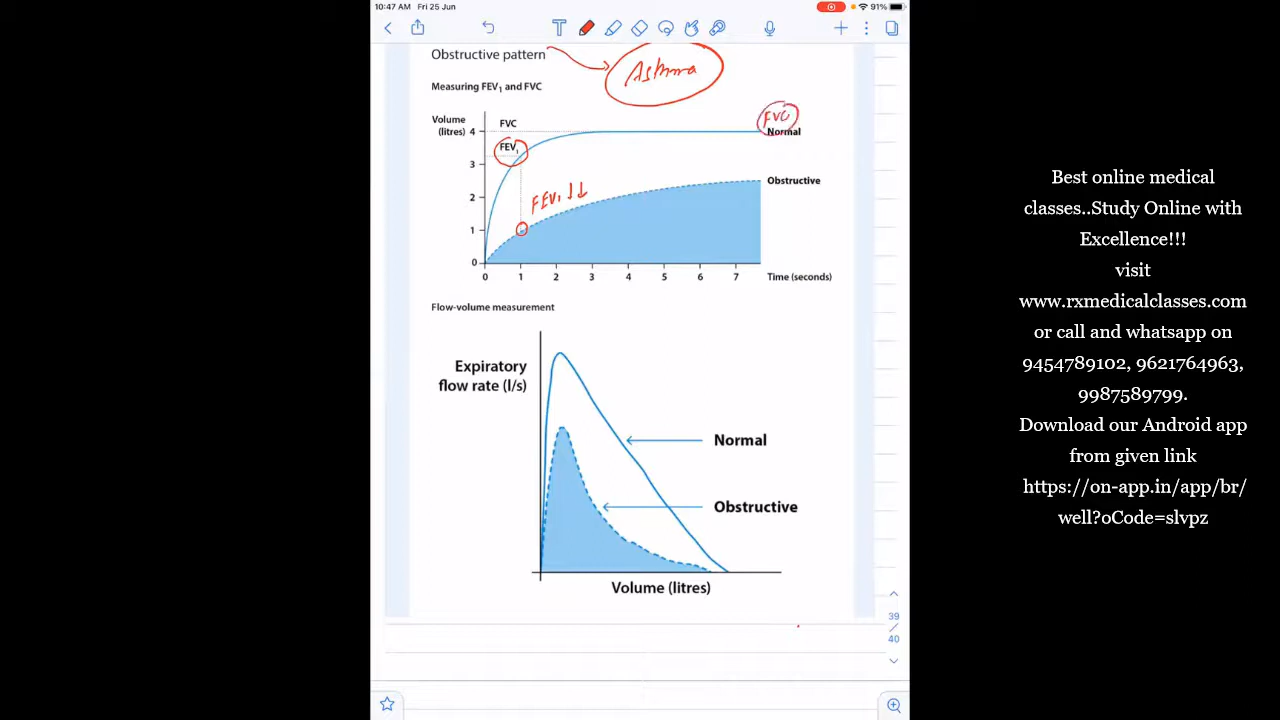 10:47 AM Fri 25 Jun
91%
Obstructive pattern
Asthma
Measuring FEV1 and FVC
Volume
(litres)
FVC
FEV1
FVC
Normal
FEV1 ↓↓
Obstructive
4
3
2
1
0
0 1 2 3 4 5 6 7 Time (seconds)
Flow-volume measurement
Expiratory
flow rate (l/s)
Normal
Obstructive
Volume (litres)
39
/
40
Best online medical
classes..Study Online with
Excellence!!!
visit
www.rxmedicalclasses.com
or call and whatsapp on
9454789102, 9621764963,
9987589799.
Download our Android app
from given link
https://on-app.in/app/br/
well?oCode=slvpz